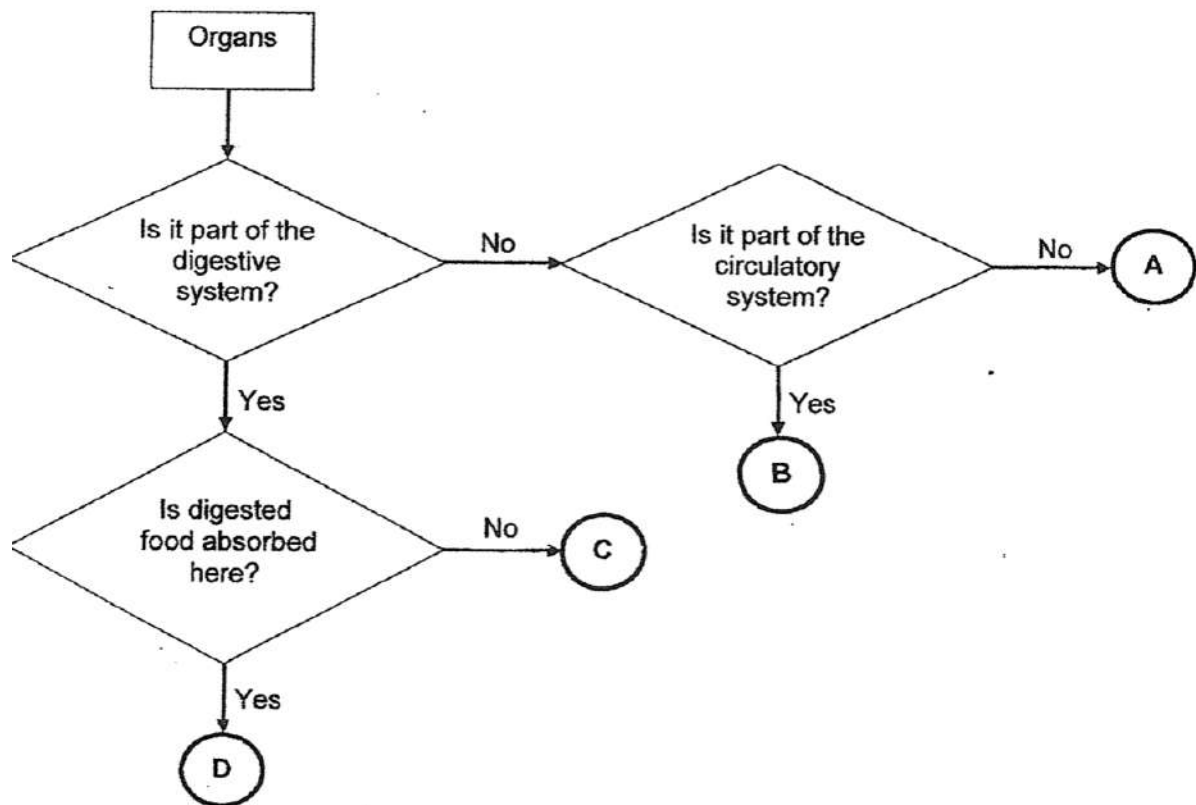 Organs
Is it part of the
digestive
system?
No
Is it part of the
circulatory
system?
No
A
Yes
Yes
B
Is digested
food absorbed
here?
No
C
Yes
D